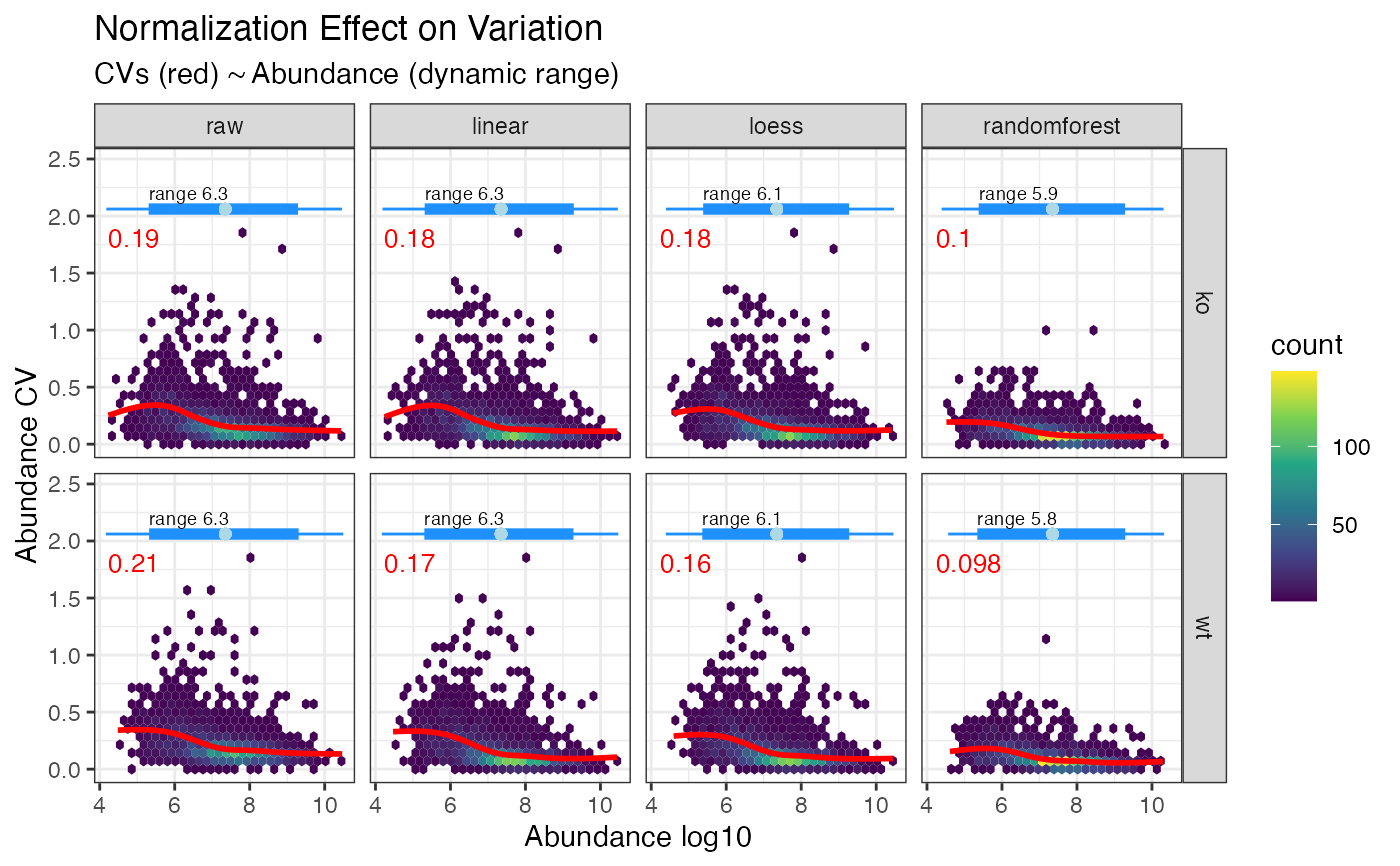 Normalization Effect on Variation
CVs (red) ~ Abundance (dynamic range)
raw linear loess randomforest
2.5
2.0
1.5
1.0
0.5
0.0
range 6.3 range 6.3 range 6.1 range 5.9
0.19 0.18 0.18 0.1
ko
2.5
2.0
1.5
1.0
0.5
0.0
range 6.3 range 6.3 range 6.1 range 5.8
0.21 0.17 0.16 0.098
wt
4 6 8 10 4 6 8 10 4 6 8 10 4 6 8 10
Abundance log10
Abundance CV
count
100
50